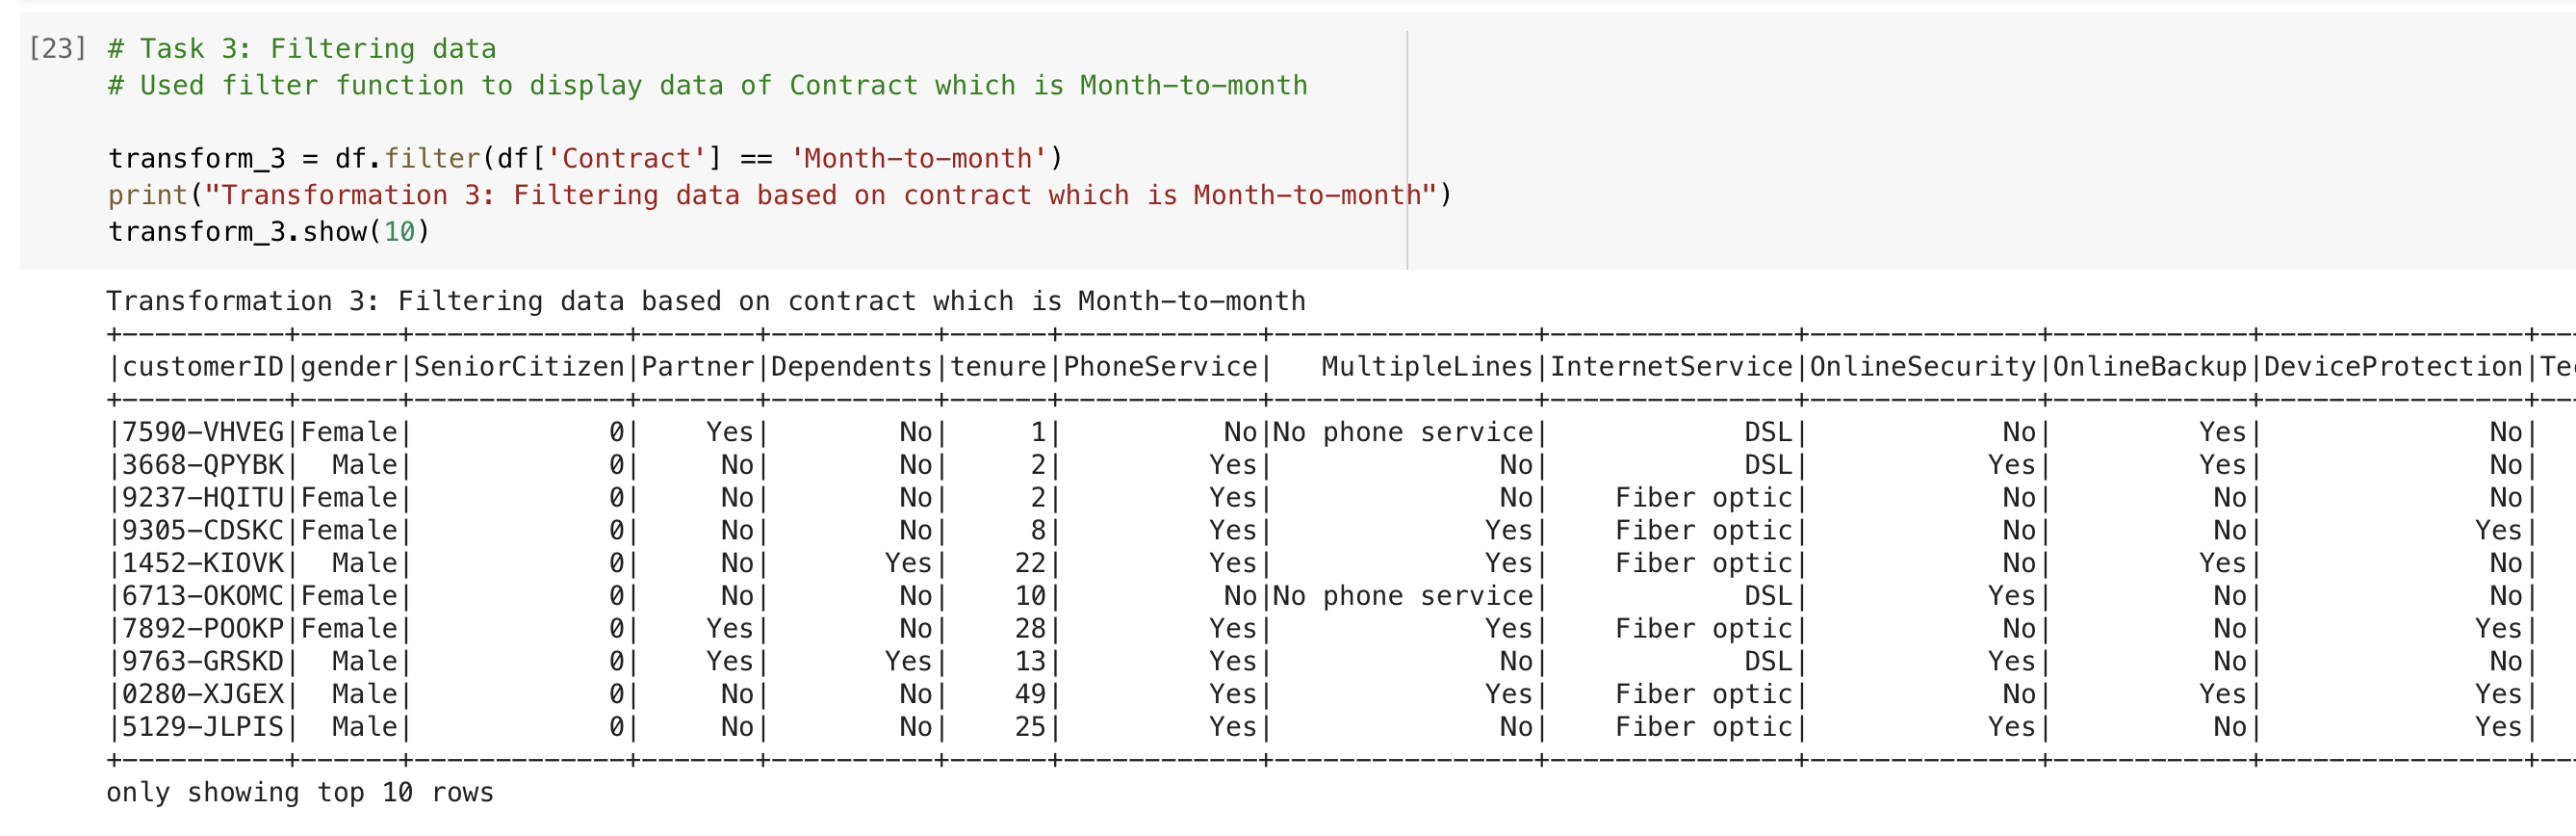 [23] # Task 3: Filtering data
# Used filter function to display data of Contract which is Month-to-month
transform_3 = df.filter(df['Contract'] == 'Month-to-month')
print("Transformation 3: Filtering data based on contract which is Month-to-month")
transform_3.show(10)
Transformation 3: Filtering data based on contract which is Month-to-month
+----------+------+-------------+-------+----------+------+------------+----------------+---------------+--------------+------------+----------------+---
|customerID|gender|SeniorCitizen|Partner|Dependents|tenure|PhoneService|   MultipleLines|InternetService|OnlineSecurity|OnlineBackup|DeviceProtection|Te
+----------+------+-------------+-------+----------+------+------------+----------------+---------------+--------------+------------+----------------+---
|7590-VHVEG|Female|            0|    Yes|        No|     1|          No|No phone service|            DSL|            No|         Yes|              No|
|3668-QPYBK|  Male|            0|     No|        No|     2|         Yes|              No|            DSL|           Yes|         Yes|              No|
|9237-HQITU|Female|            0|     No|        No|     2|         Yes|              No|    Fiber optic|            No|          No|              No|
|9305-CDSKC|Female|            0|     No|        No|     8|         Yes|             Yes|    Fiber optic|            No|          No|             Yes|
|1452-KIOVK|  Male|            0|     No|       Yes|    22|         Yes|             Yes|    Fiber optic|            No|         Yes|              No|
|6713-OKOMC|Female|            0|     No|        No|    10|          No|No phone service|            DSL|           Yes|          No|              No|
|7892-POOKP|Female|            0|    Yes|        No|    28|         Yes|             Yes|    Fiber optic|            No|          No|             Yes|
|9763-GRSKD|  Male|            0|    Yes|       Yes|    13|         Yes|              No|            DSL|           Yes|          No|              No|
|0280-XJGEX|  Male|            0|     No|        No|    49|         Yes|             Yes|    Fiber optic|            No|         Yes|             Yes|
|5129-JLPIS|  Male|            0|     No|        No|    25|         Yes|              No|    Fiber optic|           Yes|          No|             Yes|
+----------+------+-------------+-------+----------+------+------------+----------------+---------------+--------------+------------+----------------+---
only showing top 10 rows